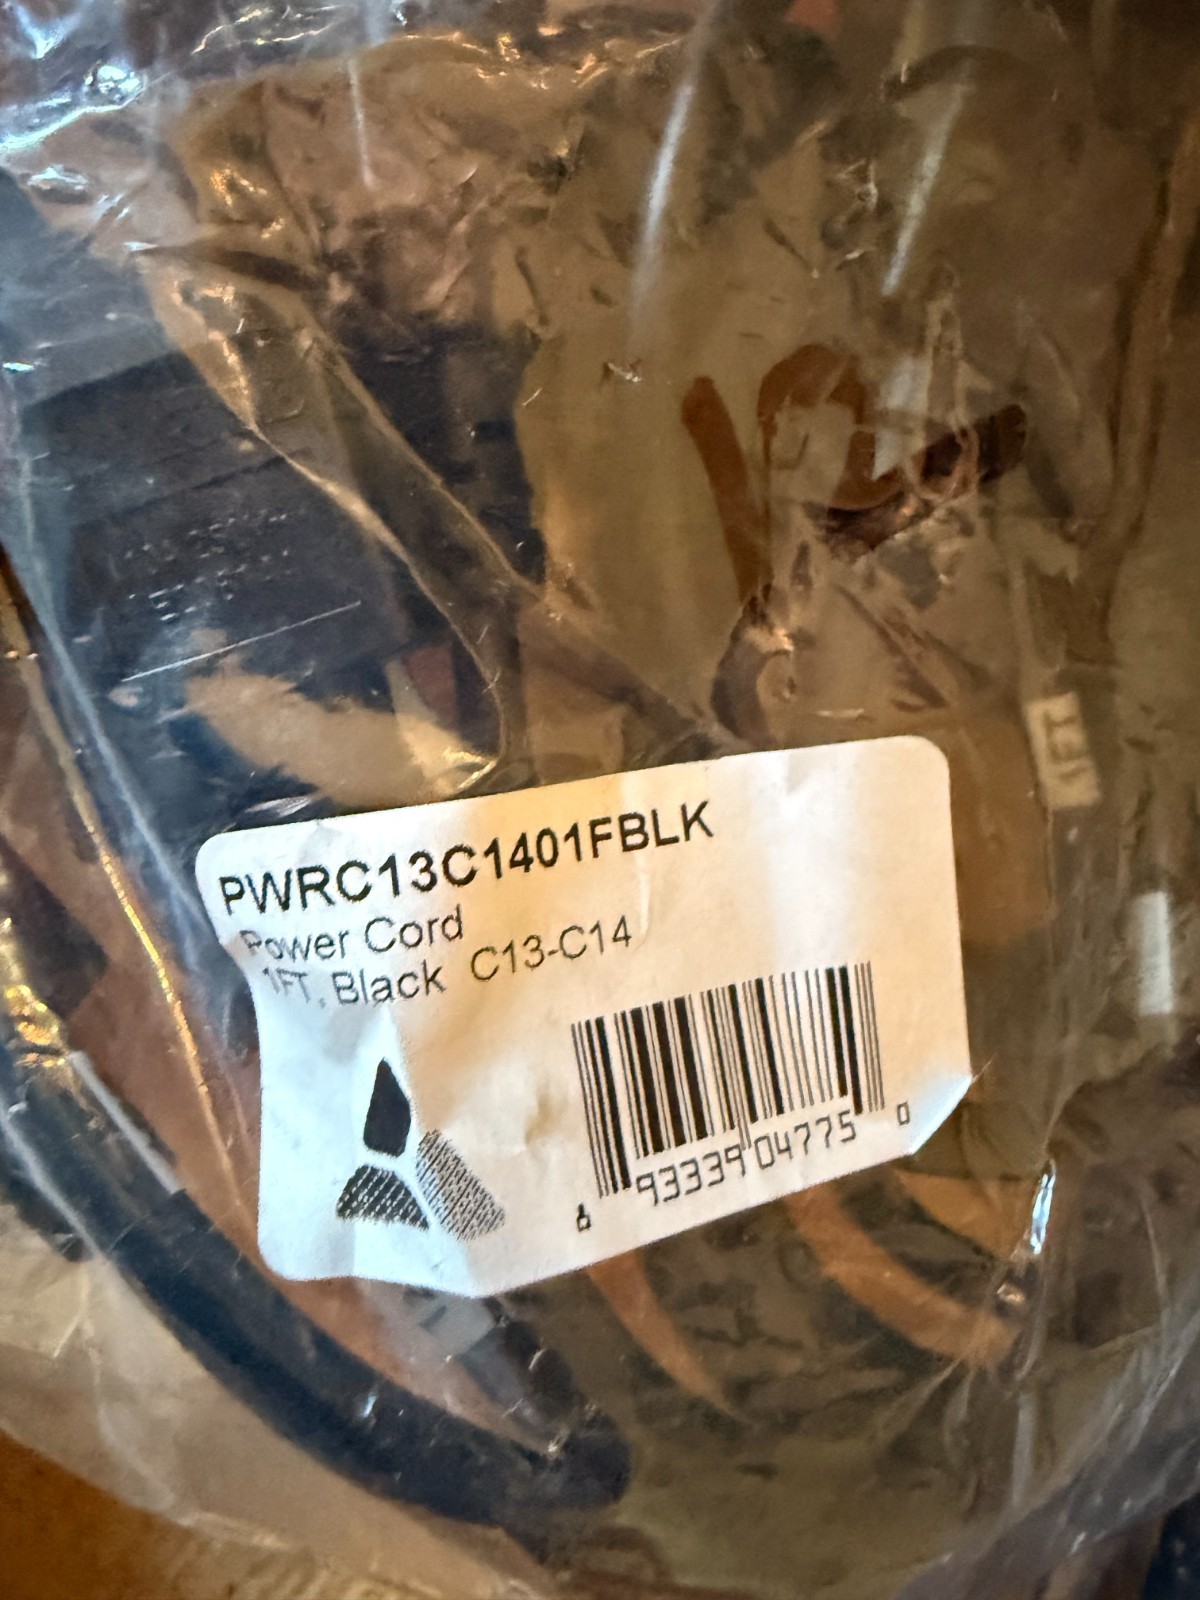 PWRC13C1401FBLK
Power Cord
1FT, Black C13-C14
6 93339 04775 0